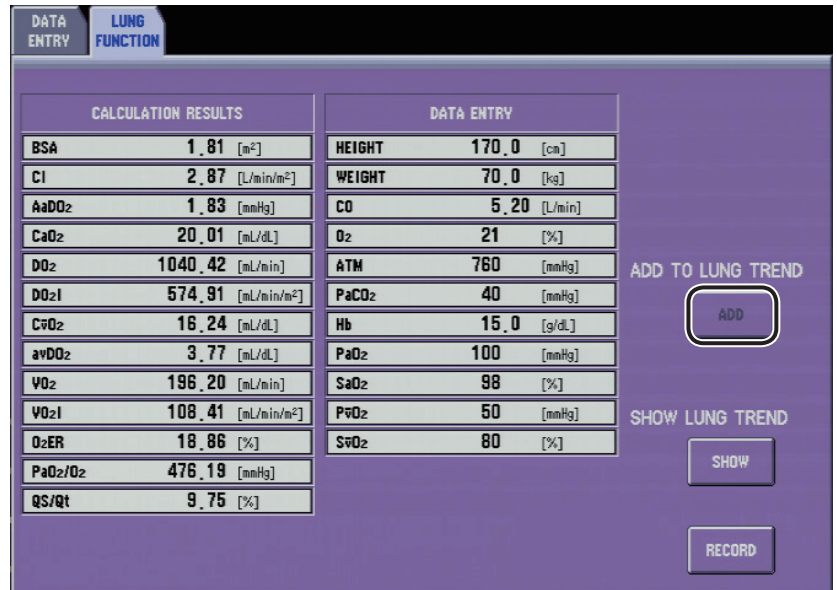 DATA ENTRY
LUNG FUNCTION
CALCULATION RESULTS
BSA 1.81 [m²]
CI 2.87 [L/min/m²]
AaDO₂ 1.83 [mmHg]
CaO₂ 20.01 [mL/dL]
DO₂ 1040.42 [mL/min]
DO₂I 574.91 [mL/min/m²]
Cv̄O₂ 16.24 [mL/dL]
avDO₂ 3.77 [mL/dL]
V̇O₂ 196.20 [mL/min]
V̇O₂I 108.41 [mL/min/m²]
O₂ER 18.86 [%]
PaO₂/O₂ 476.19 [mmHg]
QS/Qt 9.75 [%]
DATA ENTRY
HEIGHT 170.0 [cm]
WEIGHT 70.0 [kg]
CO 5.20 [L/min]
O₂ 21 [%]
ATM 760 [mmHg]
PaCO₂ 40 [mmHg]
Hb 15.0 [g/dL]
PaO₂ 100 [mmHg]
SaO₂ 98 [%]
Pv̄O₂ 50 [mmHg]
Sv̄O₂ 80 [%]
ADD TO LUNG TREND
ADD
SHOW LUNG TREND
SHOW
RECORD